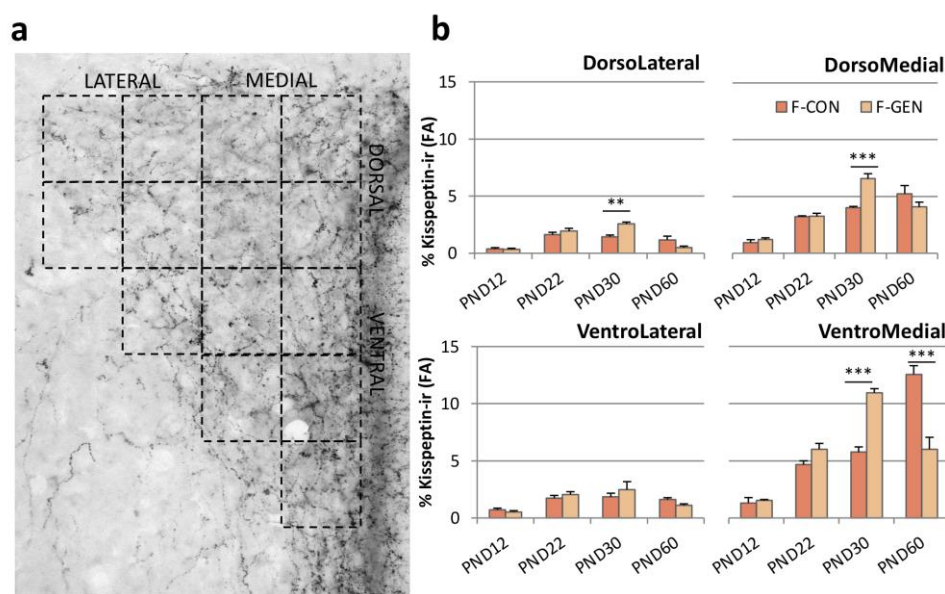 a
LATERAL MEDIAL
DORSAL
VENTRAL
b
DorsoLateral
% Kisspeptin-ir (FA)
15
10
5
0
**
PND12 PND22 PND30 PND60
DorsoMedial
F-CON F-GEN
***
PND12 PND22 PND30 PND60
VentroLateral
% Kisspeptin-ir (FA)
15
10
5
0
PND12 PND22 PND30 PND60
VentroMedial
***
***
PND12 PND22 PND30 PND60